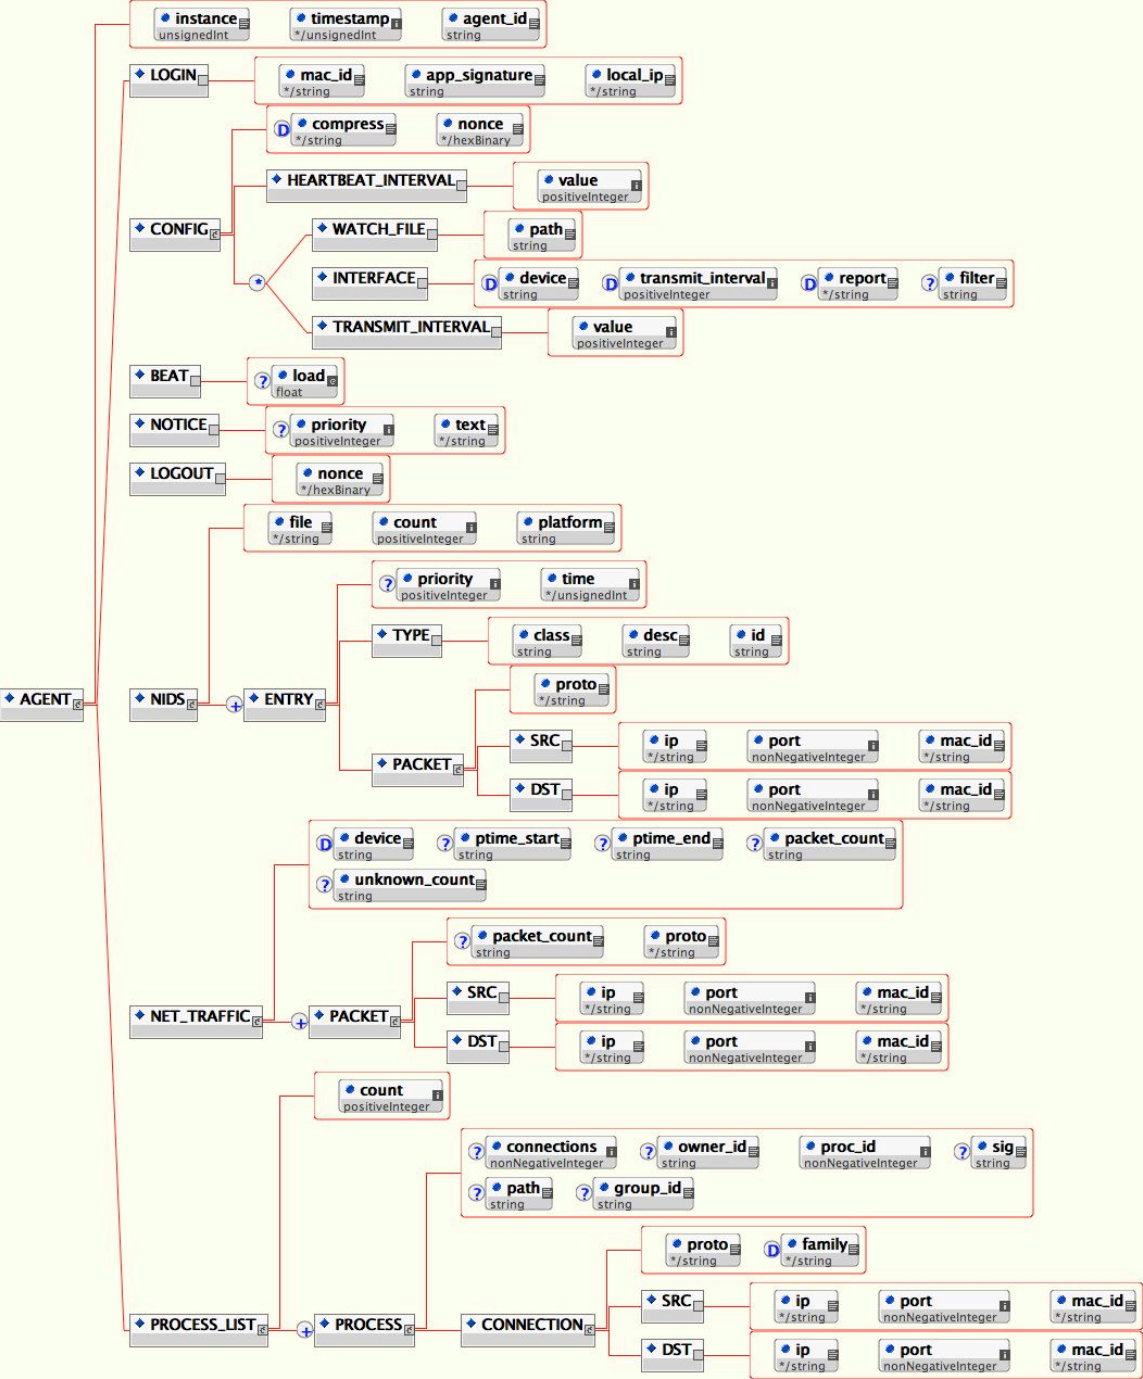 instance timestamp agent_id
unsignedInt */unsignedInt string
LOGIN mac_id app_signature local_ip
*/string string */string
D compress nonce
*/string */hexBinary
HEARTBEAT_INTERVAL value
positiveInteger
CONFIG WATCH_FILE path
string
*
INTERFACE D device D transmit_interval D report ? filter
string positiveInteger */string string
TRANSMIT_INTERVAL value
positiveInteger
BEAT ? load
float
NOTICE ? priority text
positiveInteger */string
LOGOUT nonce
*/hexBinary
file count platform
*/string positiveInteger string
? priority time
positiveInteger */unsignedInt
TYPE class desc id
string string string
AGENT NIDS + ENTRY proto
*/string
SRC ip port mac_id
*/string nonNegativeInteger */string
PACKET
DST ip port mac_id
*/string nonNegativeInteger */string
D device ? ptime_start ? ptime_end ? packet_count
string string string string
? unknown_count
string
? packet_count proto
string */string
SRC ip port mac_id
*/string nonNegativeInteger */string
NET_TRAFFIC + PACKET
DST ip port mac_id
*/string nonNegativeInteger */string
count
positiveInteger
? connections ? owner_id proc_id ? sig
nonNegativeInteger string nonNegativeInteger string
? path ? group_id
string string
proto D family
*/string */string
SRC ip port mac_id
*/string nonNegativeInteger */string
PROCESS_LIST + PROCESS CONNECTION
DST ip port mac_id
*/string nonNegativeInteger */string